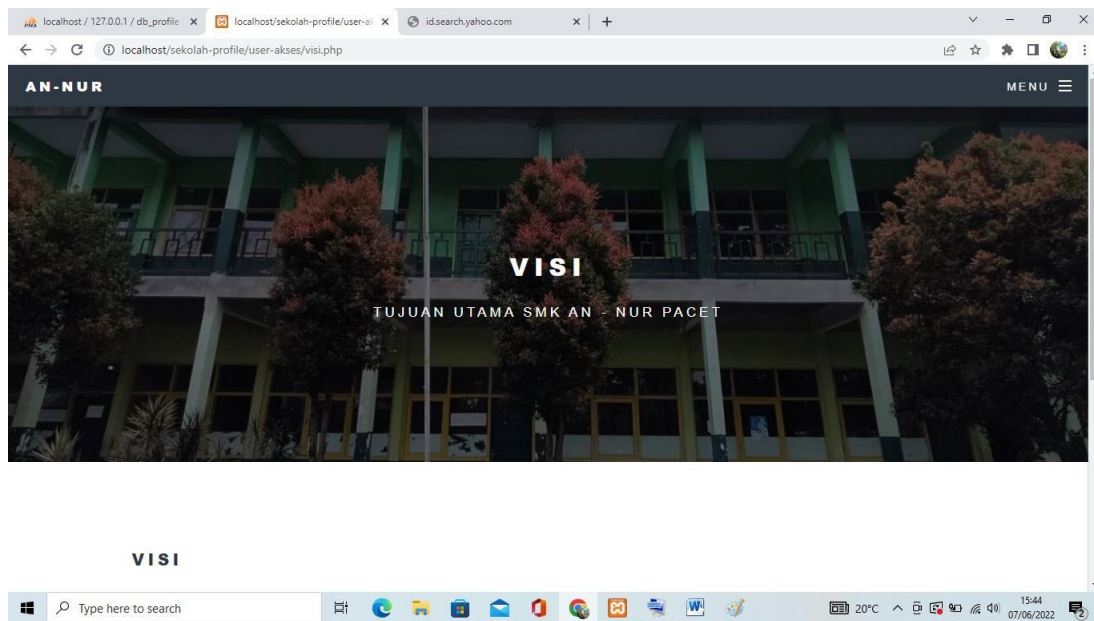 localhost / 127.0.0.1 / db_profile
localhost/sekolah-profile/user-ak
id.search.yahoo.com
localhost/sekolah-profile/user-akses/visi.php
AN-NUR
MENU
VISI
TUJUAN UTAMA SMK AN - NUR PACET
VISI
Type here to search
20°C
15:44
07/06/2022
2